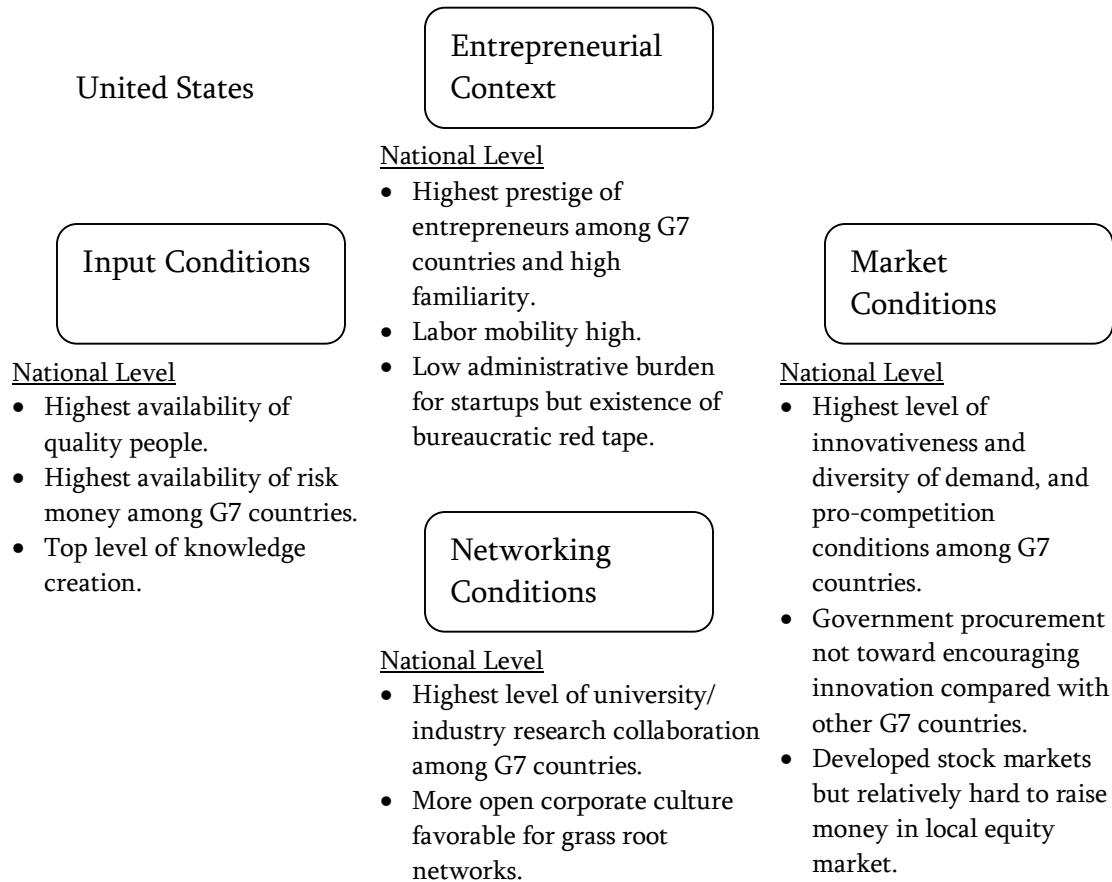 United States
Entrepreneurial
Context
National Level
• Highest prestige of
entrepreneurs among G7
countries and high
familiarity.
• Labor mobility high.
• Low administrative burden
for startups but existence of
bureaucratic red tape.
Input Conditions
National Level
• Highest availability of
quality people.
• Highest availability of risk
money among G7 countries.
• Top level of knowledge
creation.
Market
Conditions
National Level
• Highest level of
innovativeness and
diversity of demand, and
pro-competition
conditions among G7
countries.
• Government procurement
not toward encouraging
innovation compared with
other G7 countries.
• Developed stock markets
but relatively hard to raise
money in local equity
market.
Networking
Conditions
National Level
• Highest level of university/
industry research collaboration
among G7 countries.
• More open corporate culture
favorable for grass root
networks.